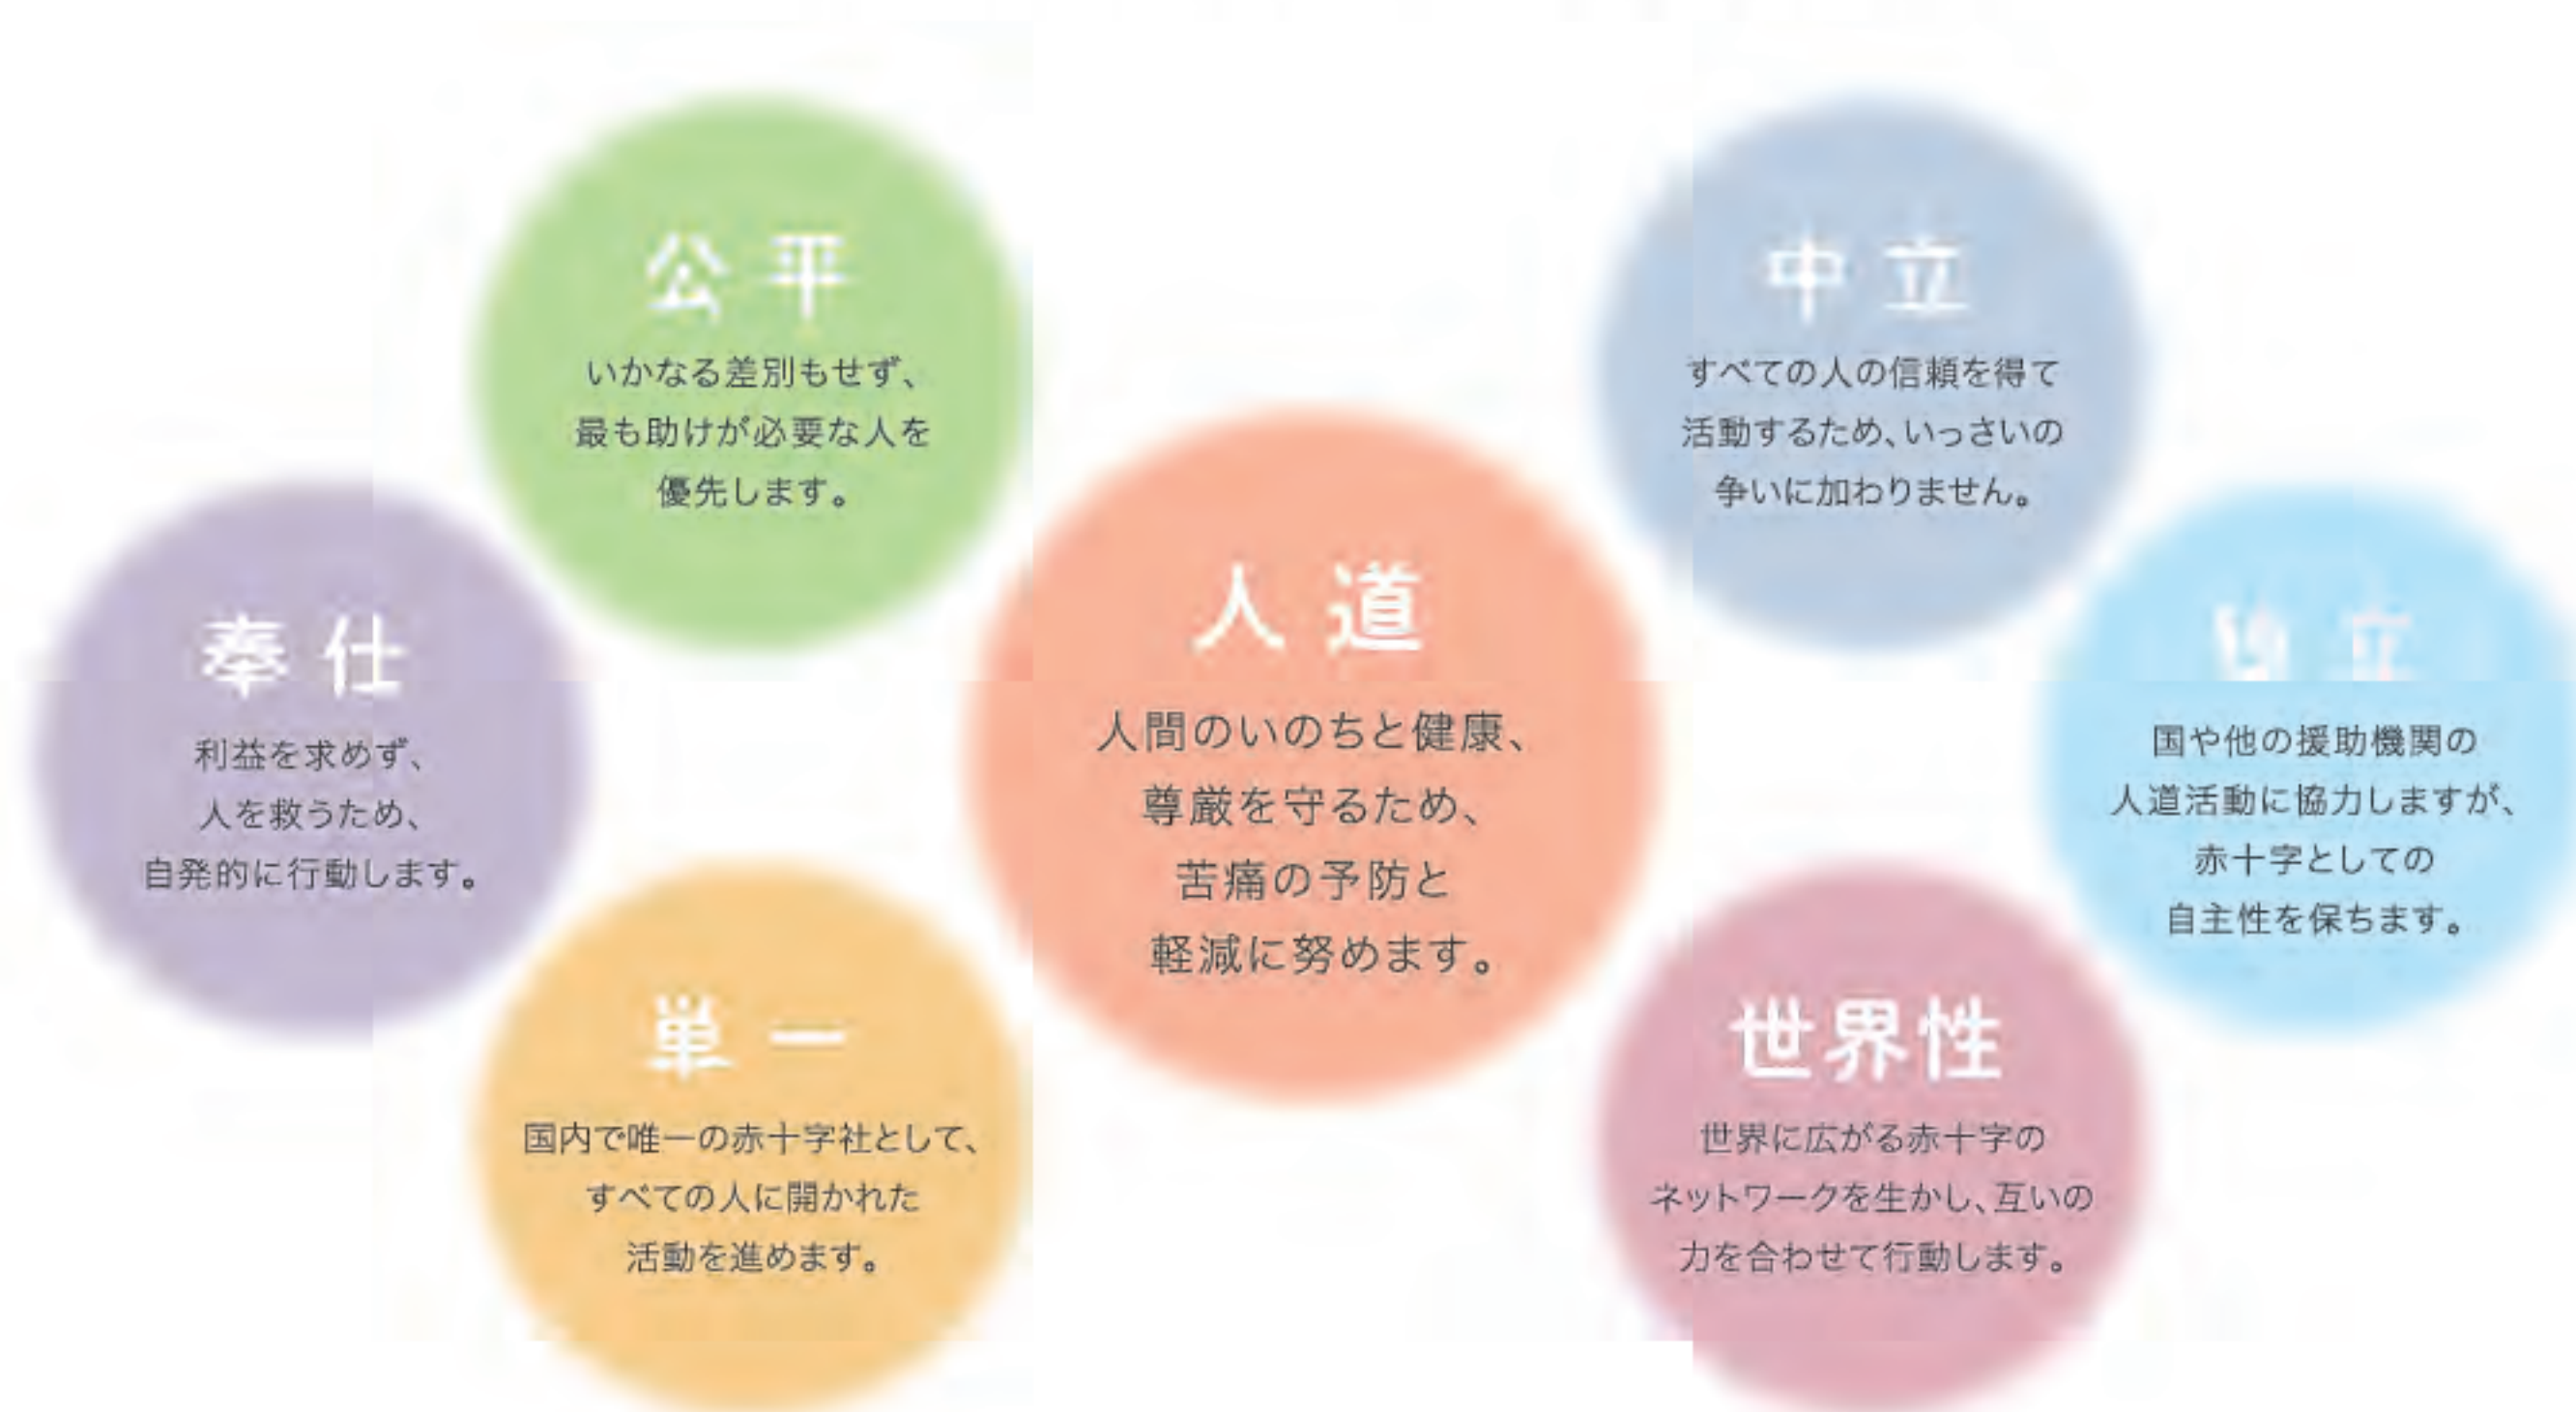 公平
いかなる差別もせず、
最も助けが必要な人を
優先します。
中立
すべての人の信頼を得て
活動するため、いっさいの
争いに加わりません。
奉仕
利益を求めず、
人を救うため、
自発的に行動します。
人道
人間のいのちと健康、
尊厳を守るため、
苦痛の予防と
軽減に努めます。
独立
国や他の援助機関の
人道活動に協力しますが、
赤十字としての
自主性を保ちます。
単一
国内で唯一の赤十字社として、
すべての人に開かれた
活動を進めます。
世界性
世界に広がる赤十字の
ネットワークを生かし、互いの
力を合わせて行動します。